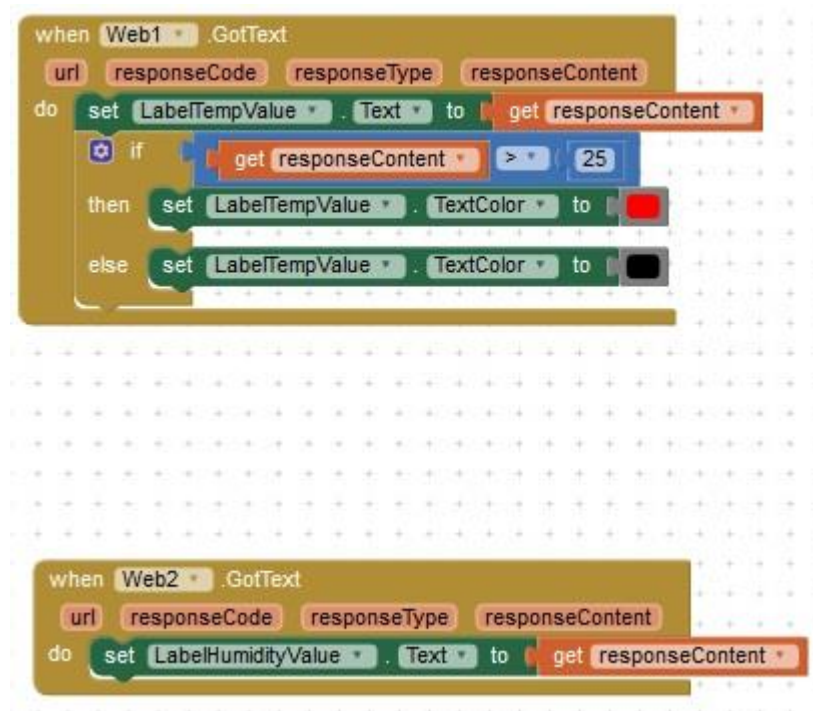 when Web1 .GotText
url responseCode responseType responseContent
do set LabelTempValue . Text to get responseContent
if get responseContent > 25
then set LabelTempValue . TextColor to
else set LabelTempValue . TextColor to
when Web2 .GotText
url responseCode responseType responseContent
do set LabelHumidityValue . Text to get responseContent